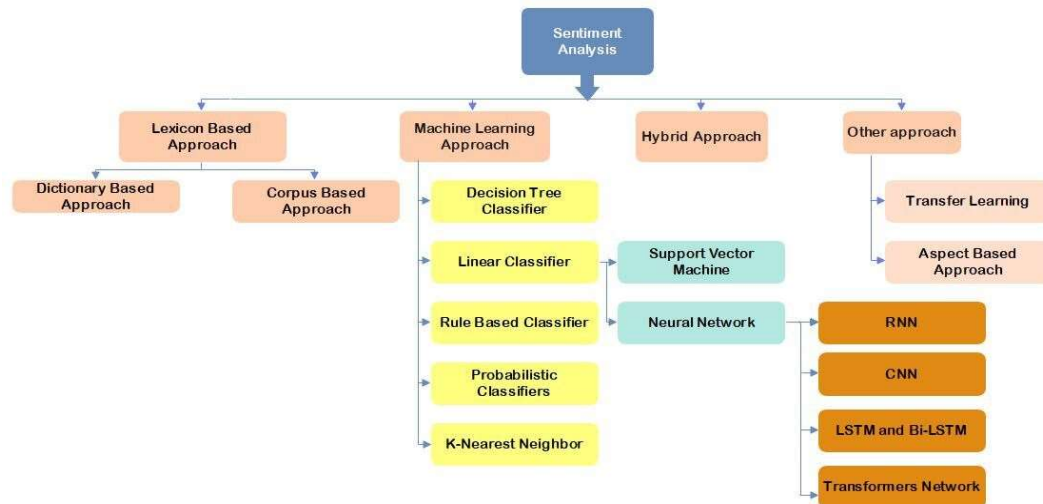 Sentiment
Analysis
Lexicon Based
Approach
Machine Learning
Approach
Hybrid Approach
Other approach
Dictionary Based
Approach
Corpus Based
Approach
Decision Tree
Classifier
Transfer Learning
Linear Classifier
Support Vector
Machine
Aspect Based
Approach
Rule Based Classifier
Neural Network
RNN
Probabilistic
Classifiers
CNN
K-Nearest Neighbor
LSTM and Bi-LSTM
Transformers Network